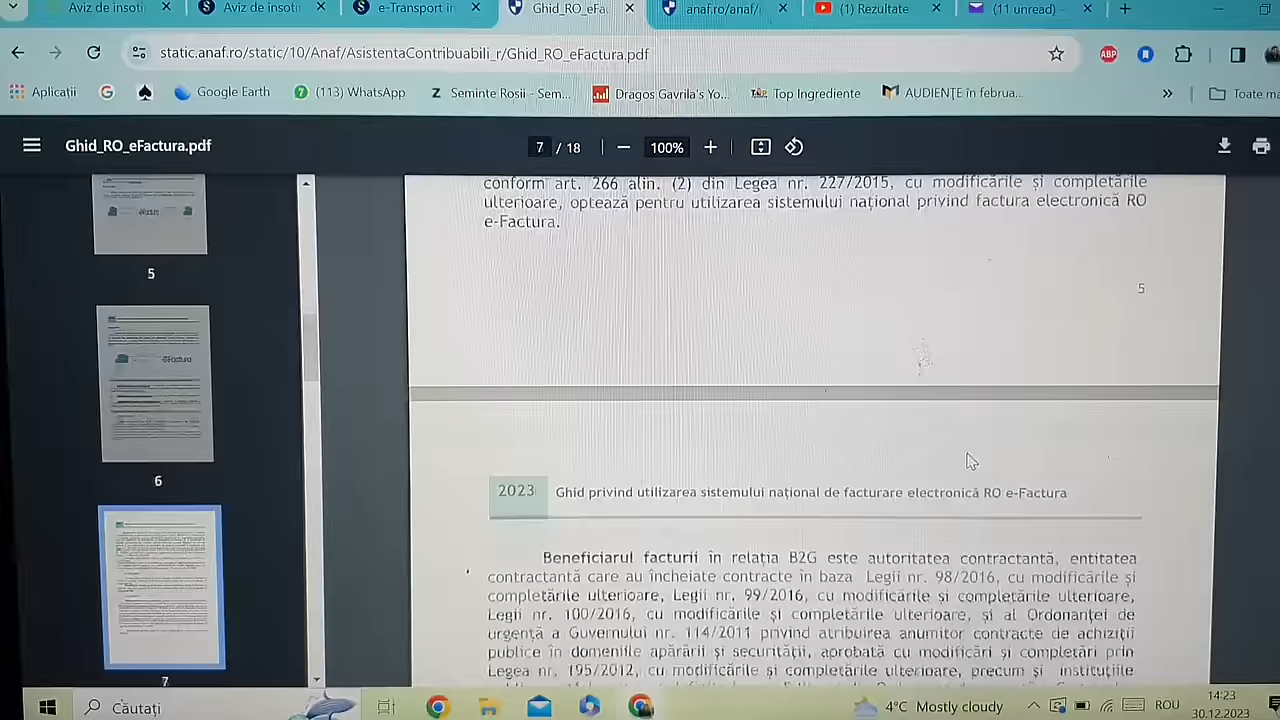 Aviz de insoti
Aviz de insoti
e-Transport in
Ghid_RO_eFa
anaf.ro/anaf/
(1) Rezultate
(11 unread) -
static.anaf.ro/static/10/Anaf/AsistentaContribuabili_r/Ghid_RO_eFactura.pdf
ABP
Aplicații
Google Earth
(113) WhatsApp
Seminte Rosii - Sem...
Dragos Gavrila's Yo...
Top Ingrediente
AUDIENŢE în februa...
Toate ma
Ghid_RO_eFactura.pdf
7 / 18
100%
conform art. 266 alin. (2) din Legea nr. 227/2015, cu modificările și completările
ulterioare, optează pentru utilizarea sistemului național privind factura electronică RO
e-Factura.
5
5
eFactura
6
7
2023 Ghid privind utilizarea sistemului național de facturare electronică RO e-Factura
Beneficiarul facturii în relația B2G este autoritatea contractantă, entitatea
contractantă care au încheiate contracte în baza Legii nr. 98/2016, cu modificările și
completările ulterioare, Legii nr. 99/2016, cu modificările și completările ulterioare,
Legii nr. 100/2016, cu modificările și completările ulterioare, și al Ordonanței de
urgență a Guvernului nr. 114/2011 privind atribuirea anumitor contracte de achiziții
publice în domeniile apărării și securității, aprobată cu modificări și completări prin
Legea nr. 195/2012, cu modificările și completările ulterioare, precum și instituțiile
Căutați
4°C Mostly cloudy
ROU
14:23
30.12.2023